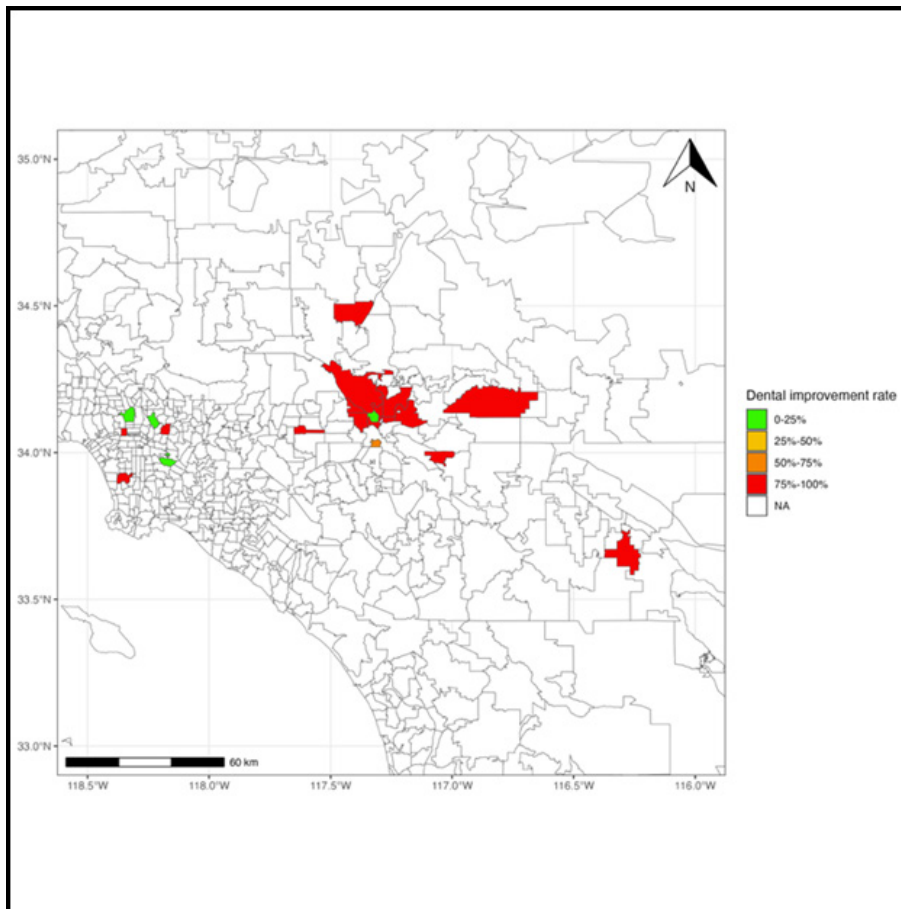 35.0°N
34.5°N
34.0°N
33.5°N
33.0°N
N
60 km
118.5°W 118.0°W 117.5°W 117.0°W 116.5°W 116.0°W
Dental improvement rate
0-25%
25%-50%
50%-75%
75%-100%
NA